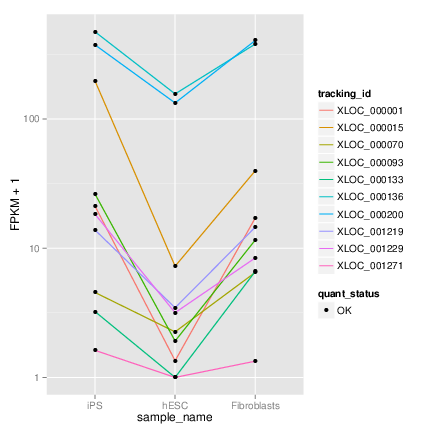 FPKM + 1
100
10
1
iPS
hESC
Fibroblasts
sample_name
tracking_id
XLOC_000001
XLOC_000015
XLOC_000070
XLOC_000093
XLOC_000133
XLOC_000136
XLOC_000200
XLOC_001219
XLOC_001229
XLOC_001271
quant_status
OK